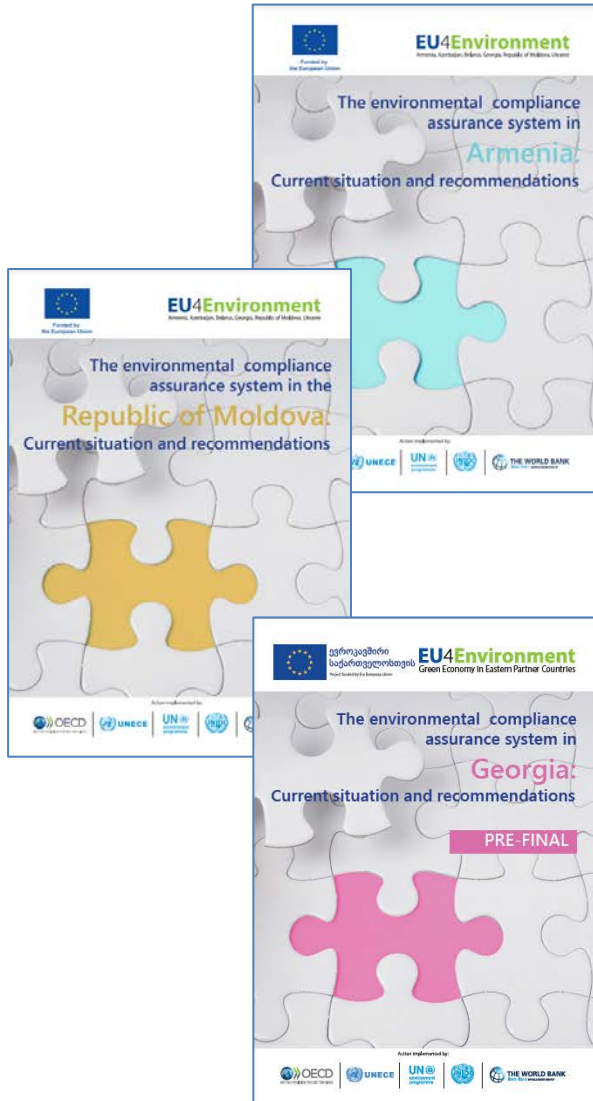 Funded by
the European Union
EU4Environment
Armenia, Azerbaijan, Belarus, Georgia, Republic of Moldova, Ukraine
The environmental compliance
assurance system in
Armenia:
Current situation and recommendations
Action implemented by:
UNECE
UN
environment
programme
THE WORLD BANK
Funded by
the European Union
EU4Environment
Armenia, Azerbaijan, Belarus, Georgia, Republic of Moldova, Ukraine
The environmental compliance
assurance system in the
Republic of Moldova:
Current situation and recommendations
Action implemented by:
OECD
UNECE
UN
environment
programme
ევროკავშირი
საქართველოსთვის
Project funded by the European Union
EU4Environment
Green Economy in Eastern Partner Countries
The environmental compliance
assurance system in
Georgia:
Current situation and recommendations
PRE-FINAL
Action implemented by:
OECD
UNECE
UN
environment
programme
THE WORLD BANK